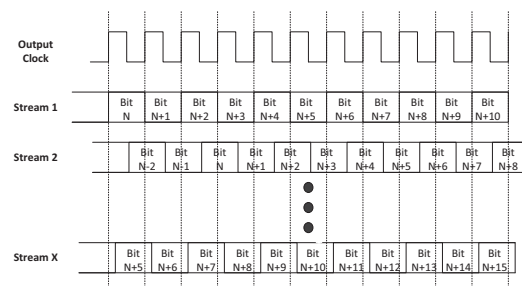 Output
Clock
Stream 1
Bit Bit Bit Bit Bit Bit Bit Bit Bit Bit Bit
N N+1 N+2 N+3 N+4 N+5 N+6 N+7 N+8 N+9 N+10
Stream 2
Bit Bit Bit Bit Bit Bit Bit Bit Bit Bit Bit
N-2 N-1 N N+1 N+2 N+3 N+4 N+5 N+6 N+7 N+8
Stream X
Bit Bit Bit Bit Bit Bit Bit Bit Bit Bit Bit
N+5 N+6 N+7 N+8 N+9 N+10 N+11 N+12 N+13 N+14 N+15